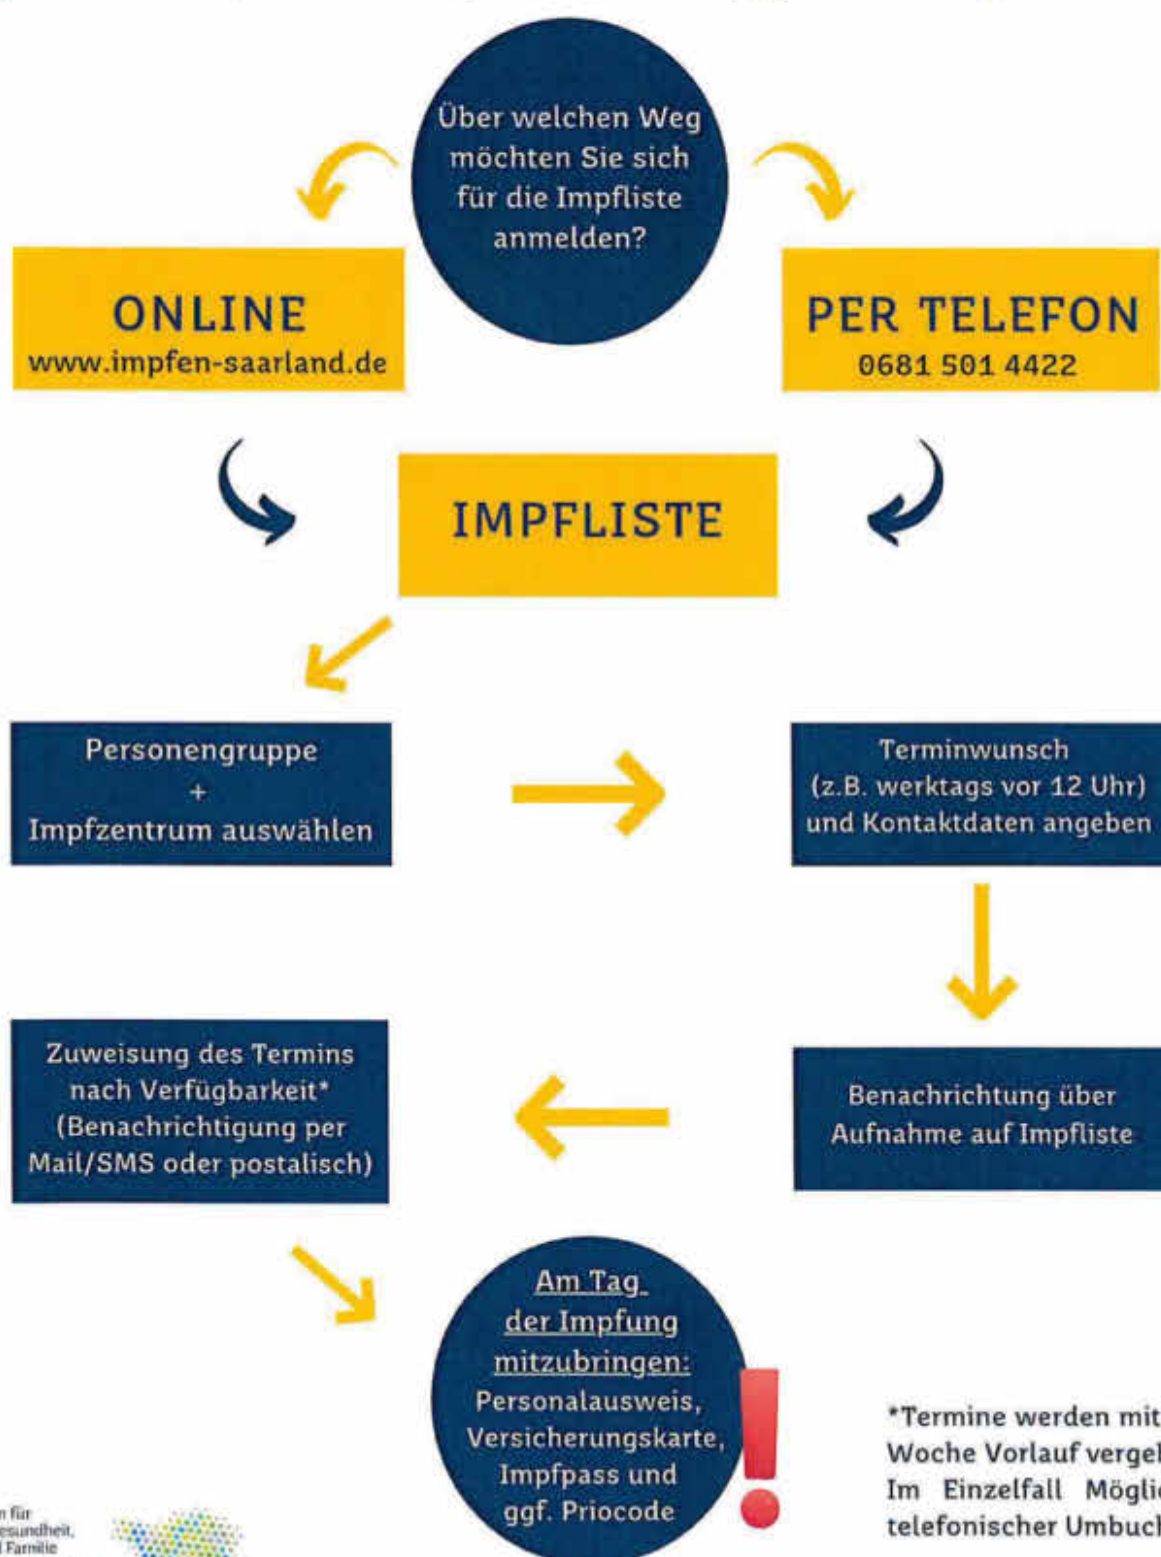 Über welchen Weg
möchten Sie sich
für die Impfliste
anmelden?
ONLINE
www.impfen-saarland.de
PER TELEFON
0681 501 4422
IMPFLISTE
Personengruppe
+
Impfzentrum auswählen
Terminwunsch
(z.B. werktags vor 12 Uhr)
und Kontaktdaten angeben
Benachrichtung über
Aufnahme auf Impfliste
Zuweisung des Termins
nach Verfügbarkeit*
(Benachrichtigung per
Mail/SMS oder postalisch)
Am Tag
der Impfung
mitzubringen:
Personalausweis,
Versicherungskarte,
Impfpass und
ggf. Priocode
*Termine werden mit
Woche Vorlauf
Im Einzelfall
telefonischer
für
Familie